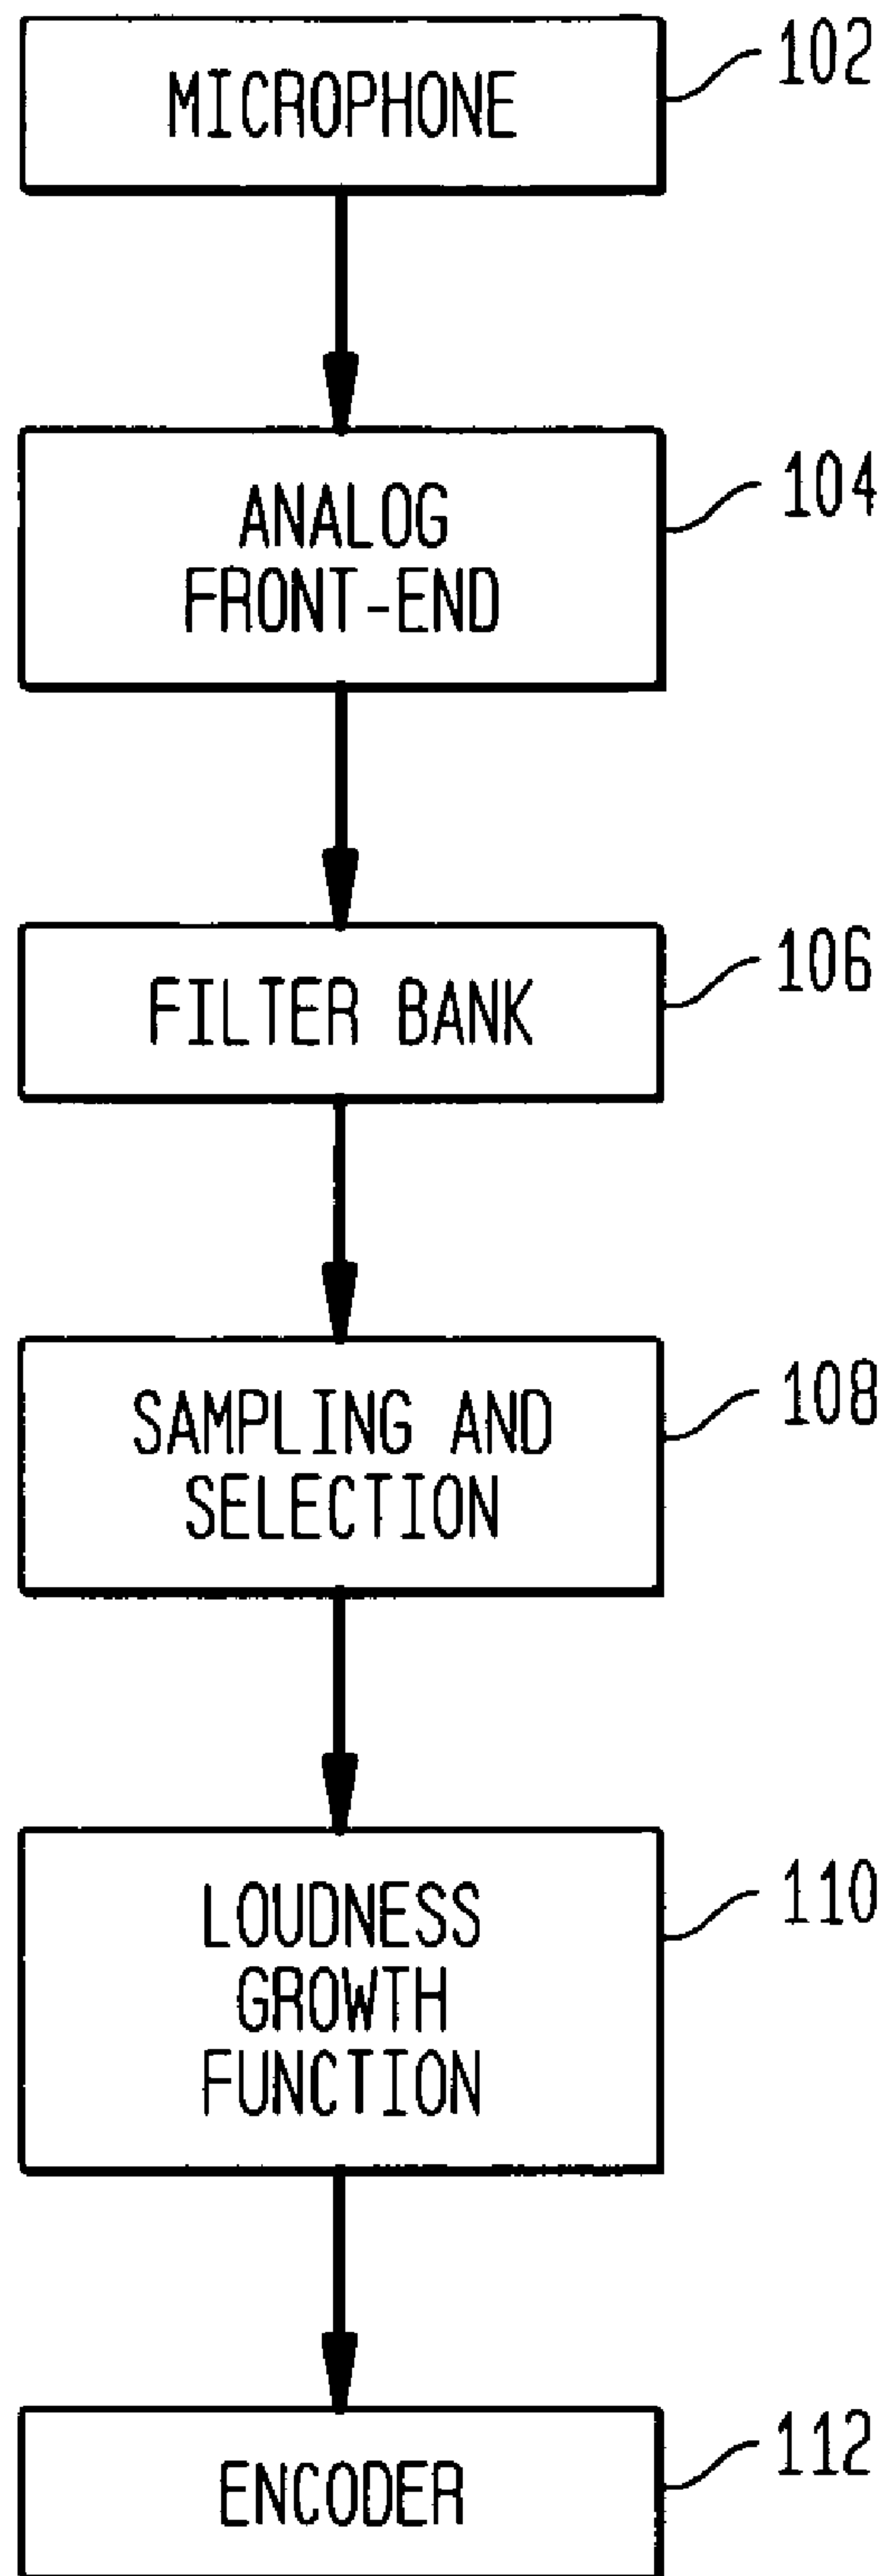 MICROPHONE
102
ANALOG
FRONT-END
104
FILTER BANK
106
SAMPLING AND
SELECTION
108
LOUDNESS
GROWTH
FUNCTION
110
ENCODER
112